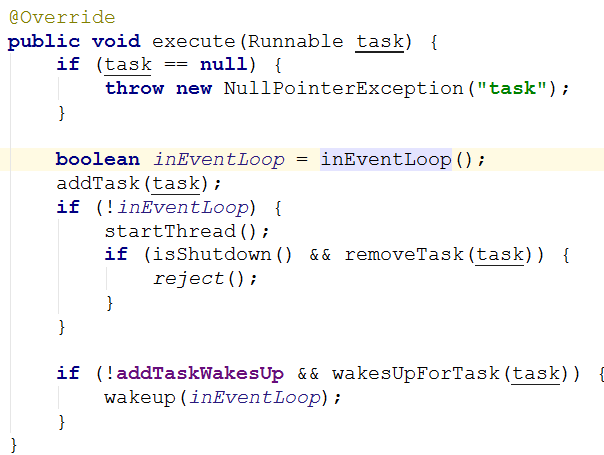 @Override
public void execute(Runnable task) {
    if (task == null) {
        throw new NullPointerException("task");
    }

    boolean inEventLoop = inEventLoop();
    addTask(task);
    if (!inEventLoop) {
        startThread();
        if (isShutdown() && removeTask(task)) {
            reject();
        }
    }

    if (!addTaskWakesUp && wakesUpForTask(task)) {
        wakeup(inEventLoop);
    }
}